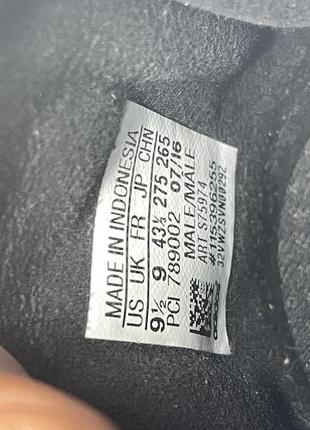 MADE IN INDONESIA
US UK FR JP CHN
9½ 9 43⅓ 275 265
PCI 789002 07/16
MALE/MÂLE
ART S75974
#115396255